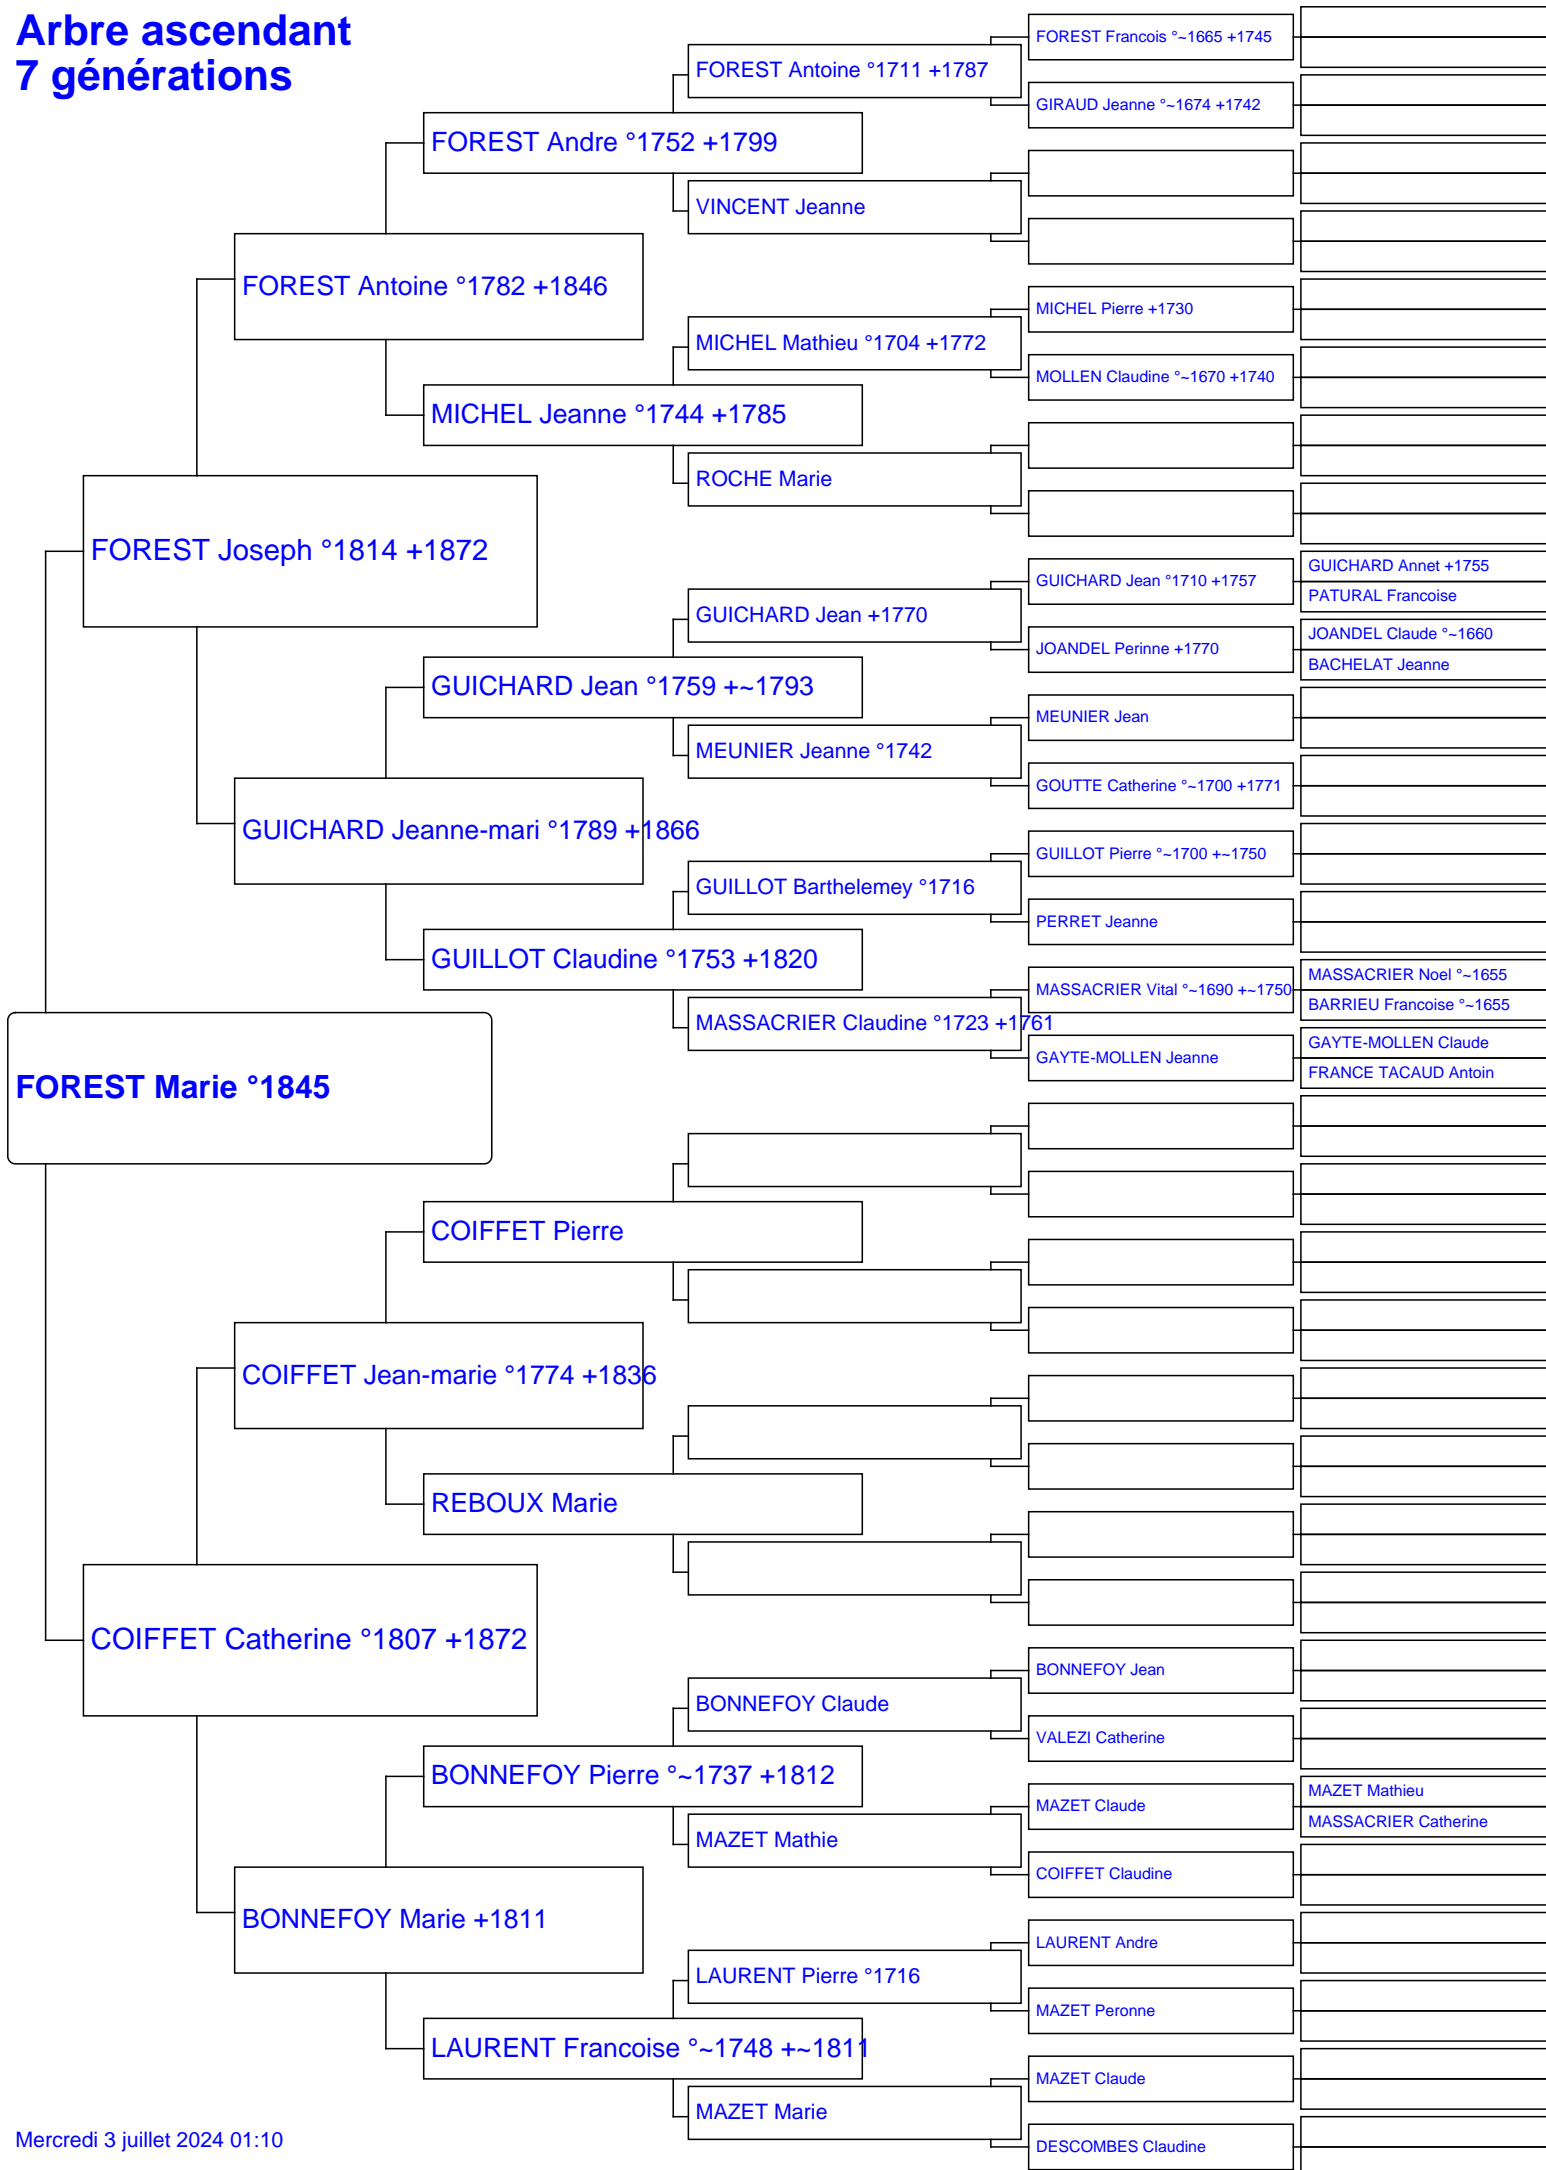 Arbre ascendant
7 générations
FOREST Marie °1845
FOREST Joseph °1814 +1872
COIFFET Catherine °1807 +1872
FOREST Antoine °1782 +1846
GUICHARD Jeanne-mari °1789 +1866
COIFFET Jean-marie °1774 +1836
BONNEFOY Marie +1811
FOREST Andre °1752 +1799
MICHEL Jeanne °1744 +1785
GUICHARD Jean °1759 +~1793
GUILLOT Claudine °1753 +1820
COIFFET Pierre
REBOUX Marie
BONNEFOY Pierre °~1737 +1812
LAURENT Francoise °~1748 +~1811
FOREST Antoine °1711 +1787
VINCENT Jeanne
MICHEL Mathieu °1704 +1772
ROCHE Marie
GUICHARD Jean +1770
MEUNIER Jeanne °1742
GUILLOT Barthelemey °1716
MASSACRIER Claudine °1723 +1761
BONNEFOY Claude
MAZET Mathie
LAURENT Pierre °1716
MAZET Marie
FOREST Francois °~1665 +1745
GIRAUD Jeanne °~1674 +1742
MICHEL Pierre +1730
MOLLEN Claudine °~1670 +1740
GUICHARD Jean °1710 +1757
JOANDEL Perinne +1770
MEUNIER Jean
GOUTTE Catherine °~1700 +1771
GUILLOT Pierre °~1700 +~1750
PERRET Jeanne
MASSACRIER Vital °~1690 +~1750
GAYTE-MOLLEN Jeanne
BONNEFOY Jean
VALEZI Catherine
MAZET Claude
COIFFET Claudine
LAURENT Andre
MAZET Peronne
MAZET Claude
DESCOMBES Claudine
GUICHARD Annet +1755
PATURAL Francoise
JOANDEL Claude °~1660
BACHELAT Jeanne
MASSACRIER Noel °~1655
BARRIEU Francoise °~1655
GAYTE-MOLLEN Claude
FRANCE TACAUD Antoin
MAZET Mathieu
MASSACRIER Catherine
Mercredi 3 juillet 2024 01:10